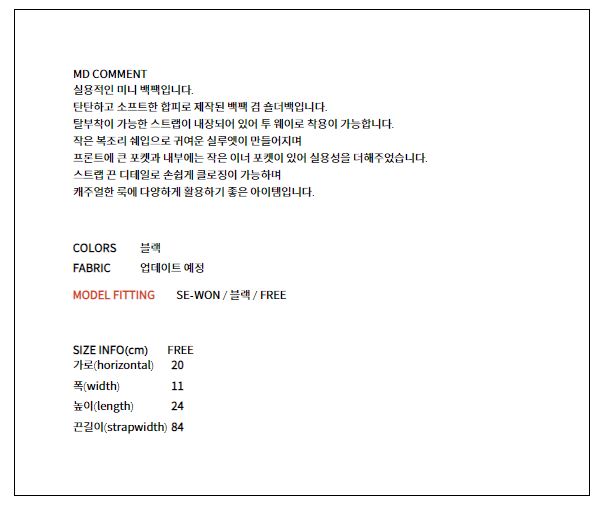 MD COMMENT
실용적인 미니 백팩입니다.
탄탄하고 소프트한 합피로 제작된 백팩 겸 숄더백입니다.
탈부착이 가능한 스트랩이 내장되어 있어 투 웨이로 착용이 가능합니다.
작은 복조리 쉐입으로 귀여운 실루엣이 만들어지며
프론트에 큰 포켓과 내부에는 작은 이너 포켓이 있어 실용성을 더해주었습니다.
스트랩 끈 디테일로 손쉽게 클로징이 가능하며
캐주얼한 룩에 다양하게 활용하기 좋은 아이템입니다.
COLORS 블랙
FABRIC 업데이트 예정
MODEL FITTING SE-WON / 블랙 / FREE
SIZE INFO(cm) FREE
가로(horizontal) 20
폭(width) 11
높이(length) 24
끈길이(strapwidth) 84